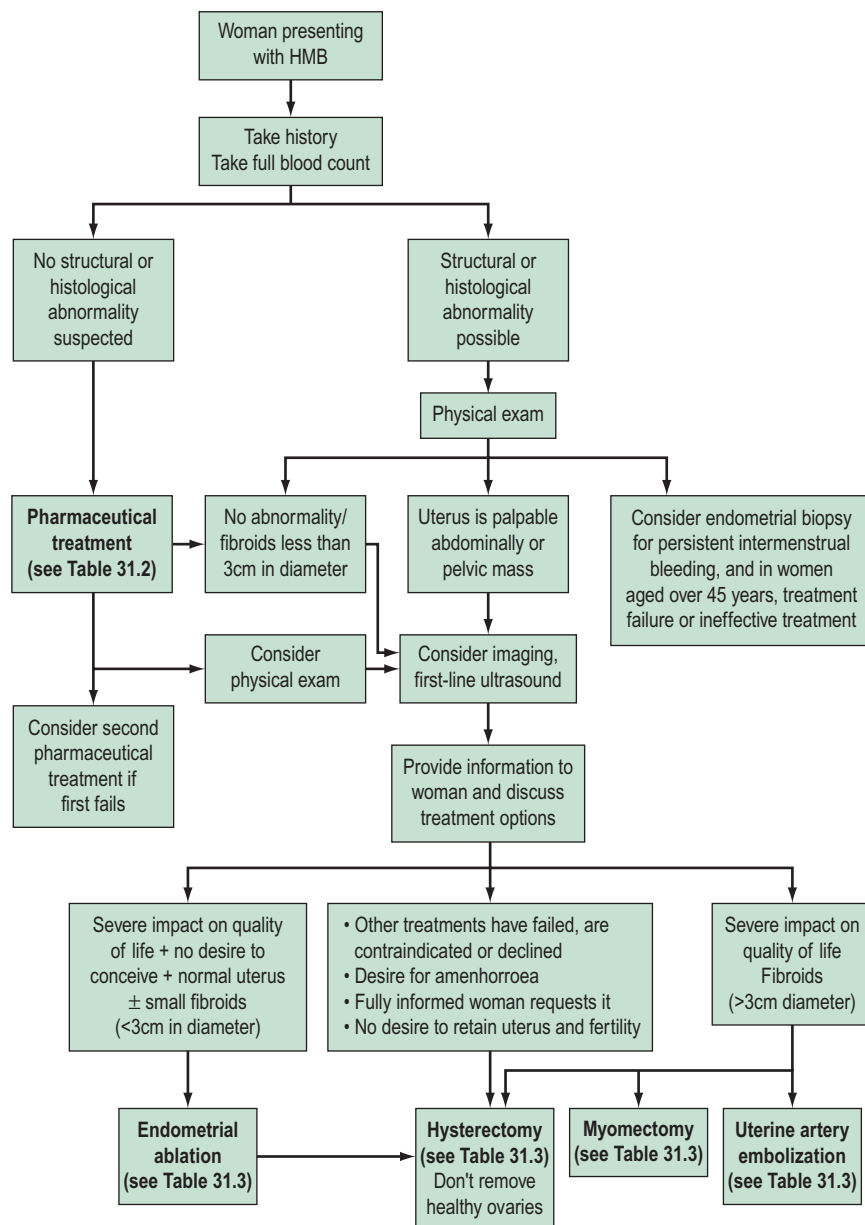 Woman presenting
with HMB
Take history
Take full blood count
No structural or
histological
abnormality
suspected
Structural or
histological
abnormality
possible
Physical exam
Pharmaceutical
treatment
(see Table 31.2)
No abnormality/
fibroids less than
3cm in diameter
Uterus is palpable
abdominally or
pelvic mass
Consider endometrial biopsy
for persistent intermenstrual
bleeding, and in women
aged over 45 years, treatment
failure or ineffective treatment
Consider
physical exam
Consider imaging,
first-line ultrasound
Consider second
pharmaceutical
treatment if
first fails
Provide information to
woman and discuss
treatment options
Severe impact on quality
of life + no desire to
conceive + normal uterus
± small fibroids
(<3cm in diameter)
• Other treatments have failed, are
contraindicated or declined
• Desire for amenhorroea
• Fully informed woman requests it
• No desire to retain uterus and fertility
Severe impact on
quality of life
Fibroids
(>3cm diameter)
Endometrial
ablation
(see Table 31.3)
Hysterectomy
(see Table 31.3)
Don't remove
healthy ovaries
Myomectomy
(see Table 31.3)
Uterine artery
embolization
(see Table 31.3)